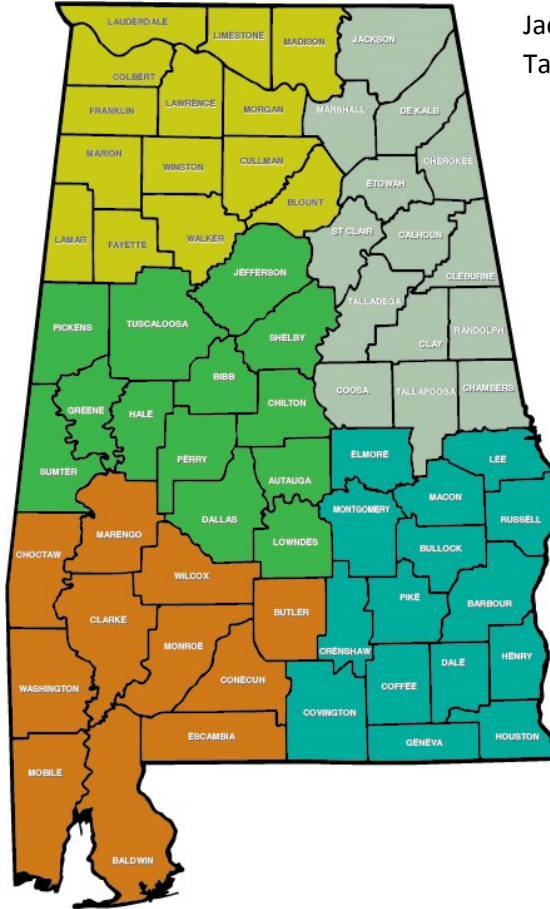 Jac
Ta
LAUDERDALE
LIMESTONE
MADISON
JACKSON
COLBERT
FRANKLIN
LAWRENCE
MORGAN
MARSHALL
DE KALB
MARION
WINSTON
CULLMAN
CHEROKEE
ETOWAH
BLOUNT
LAMAR
FAYETTE
WALKER
ST CLAIR
CALHOUN
JEFFERSON
CLEBURNE
TALLADEGA
PICKENS
TUSCALOOSA
SHELBY
CLAY
RANDOLPH
BIBB
COOSA
TALLAPOOSA
CHAMBERS
GREENE
HALE
CHILTON
PERRY
ELMORE
LEE
SUMTER
AUTAUGA
MACON
MONTGOMERY
RUSSELL
DALLAS
LOWNDES
BULLOCK
CHOCTAW
MARENGO
WILCOX
PIKE
BARBOUR
CLARKE
BUTLER
MONROE
CRENSHAW
DALE
HENRY
WASHINGTON
CONECUH
COFFEE
COVINGTON
ESCAMBIA
GENEVA
HOUSTON
MOBILE
BALDWIN